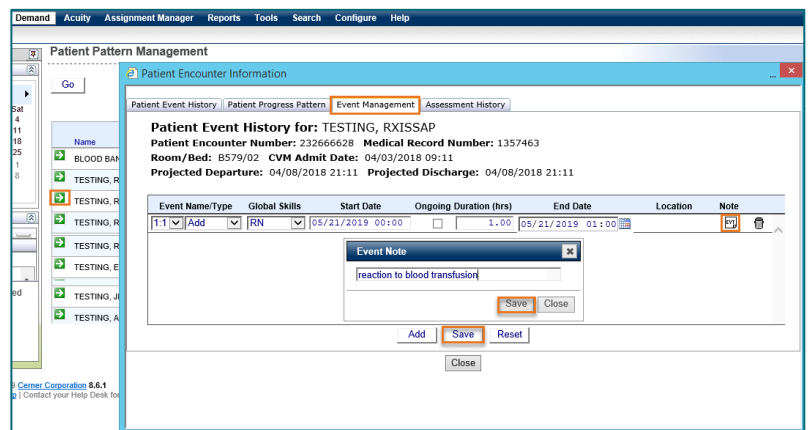 Demand Acuity Assignment Manager Reports Tools Search Configure Help
Patient Pattern Management
Patient Encounter Information
Go
Patient Event History Patient Progress Pattern Event Management Assessment History
Sat
4
11
18
25
1
8
Patient Event History for: TESTING, RXISSAP
Patient Encounter Number: 232666628 Medical Record Number: 1357463
Room/Bed: B579/02 CVM Admit Date: 04/03/2018 09:11
Projected Departure: 04/08/2018 21:11 Projected Discharge: 04/08/2018 21:11
Name
BLOOD BAN
TESTING, R
TESTING, R
TESTING, R
TESTING, R
TESTING, E
TESTING, JI
TESTING, A
Event Name/Type Global Skills Start Date Ongoing Duration (hrs) End Date Location Note
1:1 Add RN 05/21/2019 00:00 1.00 05/21/2019 01:00
Event Note
reaction to blood transfusion
Save Close
Add Save Reset
Close
ed
Cerner Corporation 8.6.1
| Contact your Help Desk for